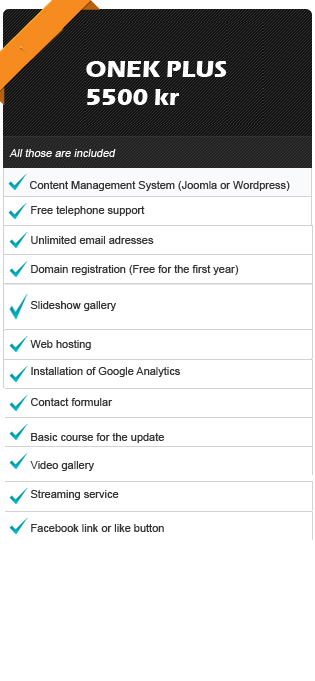 ONEK PLUS
5500 kr
All those are included
Content Management System (Joomla or Wordpress)
Free telephone support
Unlimited email adresses
Domain registration (Free for the first year)
Slideshow gallery
Web hosting
Installation of Google Analytics
Contact formular
Basic course for the update
Video gallery
Streaming service
Facebook link or like button